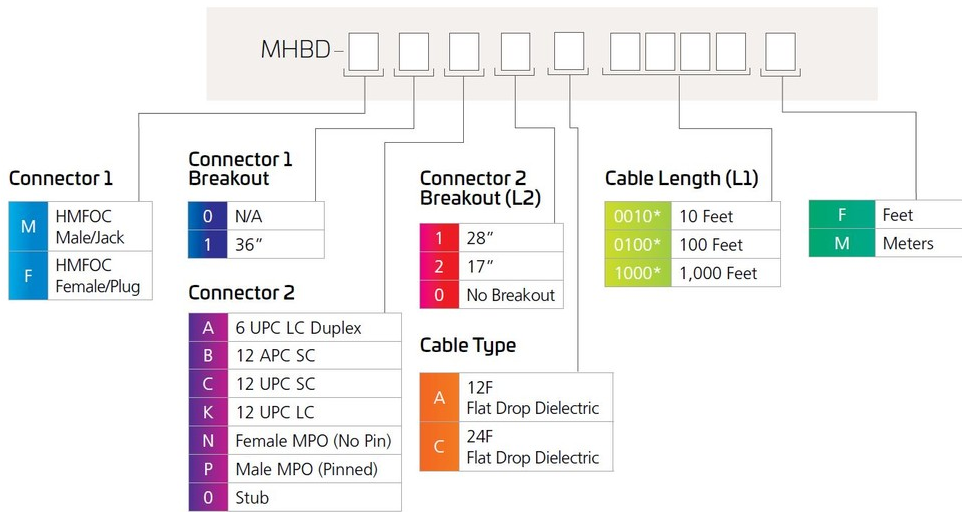 MHBD-
Connector 1
M HMFOC
Male/Jack
F HMFOC
Female/Plug
Connector 1
Breakout
0 N/A
1 36”
Connector 2
A 6 UPC LC Duplex
B 12 APC SC
C 12 UPC SC
K 12 UPC LC
N Female MPO (No Pin)
P Male MPO (Pinned)
0 Stub
Connector 2
Breakout (L2)
1 28”
2 17”
0 No Breakout
Cable Type
A 12F
Flat Drop Dielectric
C 24F
Flat Drop Dielectric
Cable Length (L1)
0010* 10 Feet
0100* 100 Feet
1000* 1,000 Feet
F Feet
M Meters